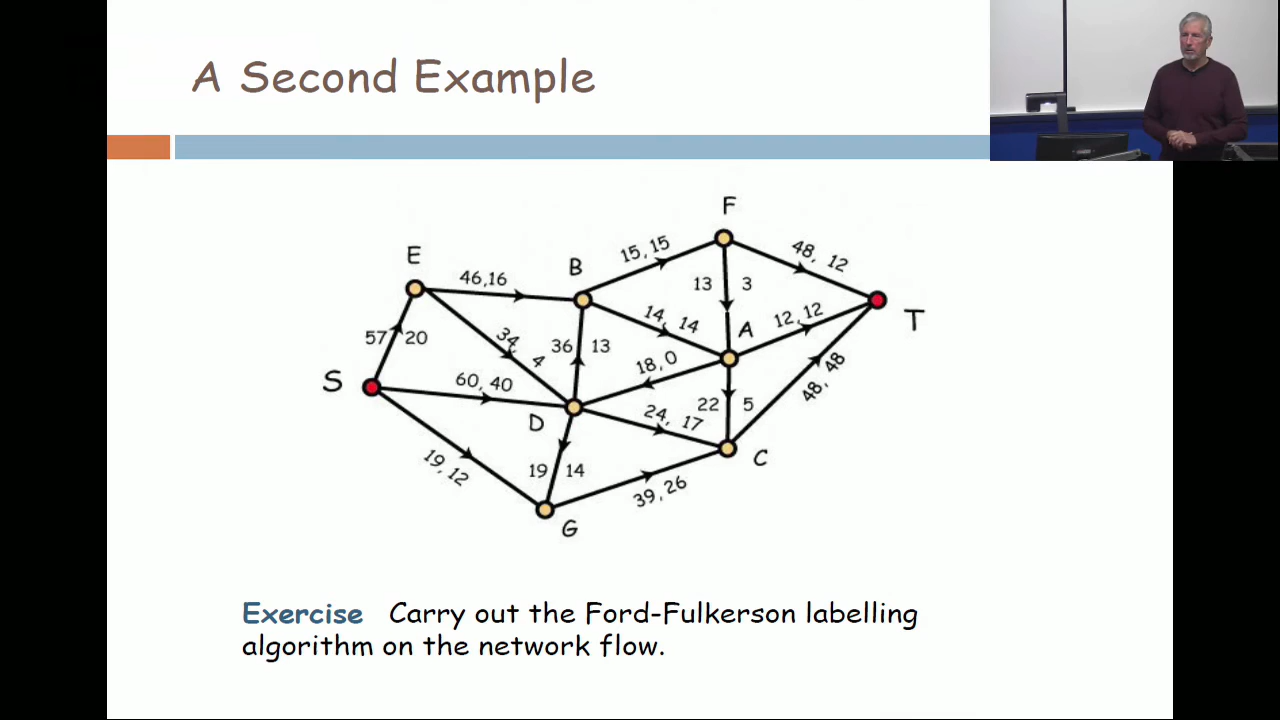 A Second Example
F
48, 12
15, 15
E
B
46,16
13 3
T
14, 14
A
12, 12
57 20
34, 4
36 13
18, 0
S
60, 40
48, 48
D
24, 17
22 5
C
19, 12
19 14
39, 26
G
Exercise Carry out the Ford-Fulkerson labelling
algorithm on the network flow.